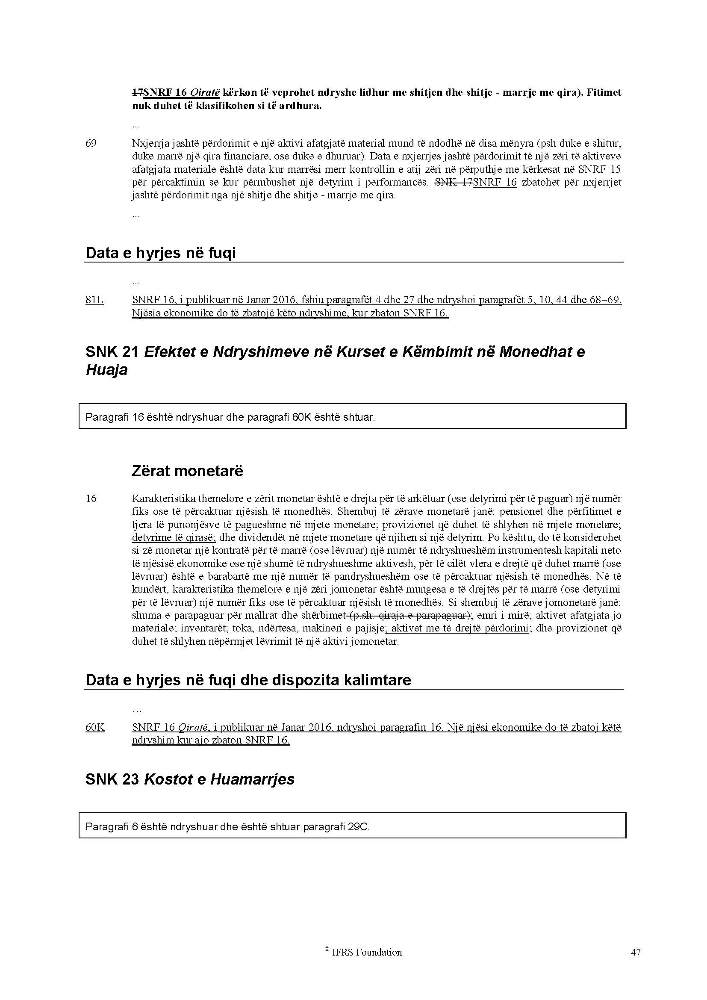 17SNRF 16 Qiratë kërkon të veprohet ndryshe lidhur me shitjen dhe shitje - marrje me qira). Fitimet
nuk duhet të klasifikohen si të ardhura.
...
69 Nxjerrja jashtë përdorimit e një aktivi afatgjatë material mund të ndodhë në disa mënyra (psh duke e shitur,
duke marrë një qira financiare, ose duke e dhuruar). Data e nxjerrjes jashtë përdorimit të një zëri të aktiveve
afatgjata materiale është data kur marrësi merr kontrollin e atij zëri në përputhje me kërkesat në SNRF 15
për përcaktimin se kur përmbushet një detyrim i performancës. SNK 17SNRF 16 zbatohet për nxjerrjet
jashtë përdorimit nga një shitje dhe shitje - marrje me qira.
...
Data e hyrjes në fuqi
...
81L SNRF 16, i publikuar në Janar 2016, fshiu paragrafët 4 dhe 27 dhe ndryshoi paragrafët 5, 10, 44 dhe 68–69.
Njësia ekonomike do të zbatojë këto ndryshime, kur zbaton SNRF 16.
SNK 21 Efektet e Ndryshimeve në Kurset e Këmbimit në Monedhat e
Huaja
Paragrafi 16 është ndryshuar dhe paragrafi 60K është shtuar.
Zërat monetarë
16 Karakteristika themelore e zërit monetar është e drejta për të arkëtuar (ose detyrimi për të paguar) një numër
fiks ose të përcaktuar njësish të monedhës. Shembuj të zërave monetarë janë: pensionet dhe përfitimet e
tjera të punonjësve të pagueshme në mjete monetare; provizionet që duhet të shlyhen në mjete monetare;
detyrime të qirasë; dhe dividendët në mjete monetare që njihen si një detyrim. Po kështu, do të konsiderohet
si zë monetar një kontratë për të marrë (ose lëvruar) një numër të ndryshueshëm instrumentesh kapitali neto
të njësisë ekonomike ose një shumë të ndryshueshme aktivesh, për të cilët vlera e drejtë që duhet marrë (ose
lëvruar) është e barabartë me një numër të pandryshueshëm ose të përcaktuar njësish të monedhës. Në të
kundërt, karakteristika themelore e një zëri jomonetar është mungesa e të drejtës për të marrë (ose detyrimi
për të lëvruar) një numër fiks ose të përcaktuar njësish të monedhës. Si shembuj të zërave jomonetarë janë:
shuma e parapaguar për mallrat dhe shërbimet (p.sh. qiraja e parapaguar); emri i mirë; aktivet afatgjata jo
materiale; inventarët; toka, ndërtesa, makineri e pajisje; aktivet me të drejtë përdorimi; dhe provizionet që
duhet të shlyhen nëpërmjet lëvrimit të një aktivi jomonetar.
Data e hyrjes në fuqi dhe dispozita kalimtare
…
60K SNRF 16 Qiratë, i publikuar në Janar 2016, ndryshoi paragrafin 16. Një njësi ekonomike do të zbatoj këtë
ndryshim kur ajo zbaton SNRF 16.
SNK 23 Kostot e Huamarrjes
Paragrafi 6 është ndryshuar dhe është shtuar paragrafi 29C.
© IFRS Foundation 47